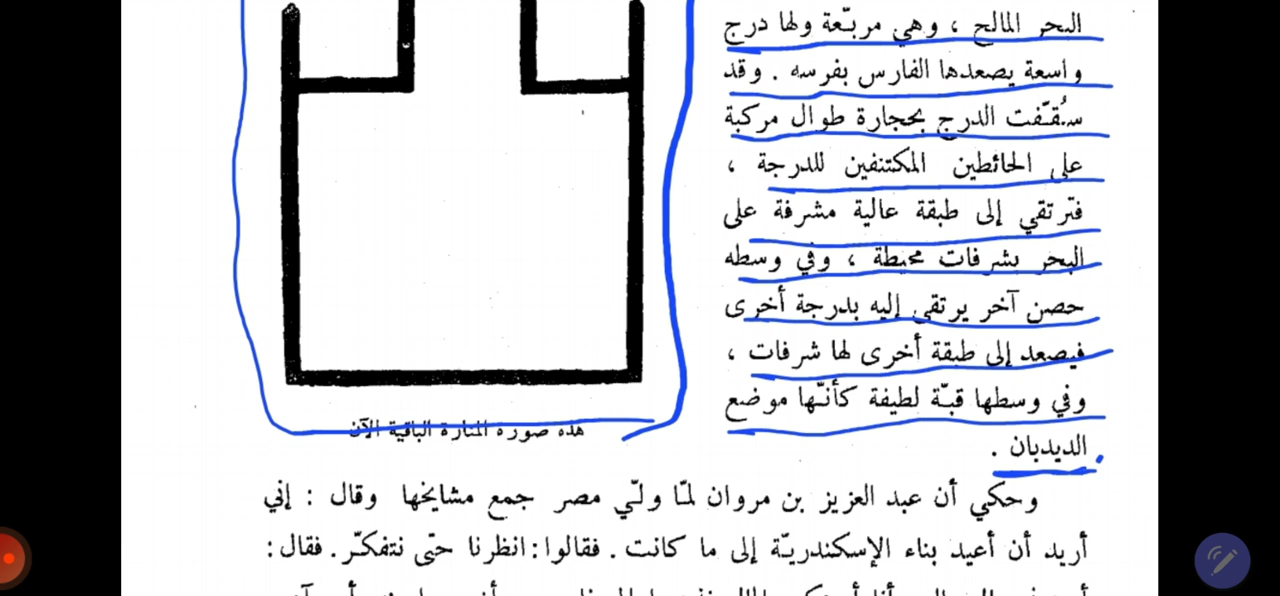 البحر المالح ، وهي مربّعة ولها درج
واسعة يصعدها الفارس بفرسه . وقد
سُقّفت الدرج بحجارة طوال مركبة
على الحائطين المكتنفين للدرجة ،
فترتقي إلى طبقة عالية مشرفة على
البحر بشرفات محيطة ، وفي وسطه
حصن آخر يرتقى إليه بدرجة أخرى
فيصعد إلى طبقة أخرى لها شرفات ،
وفي وسطها قبّة لطيفة كأنّها موضع
الديدبان .
هذه صورة المنارة الباقية الآن
وحكي أن عبد العزيز بن مروان لمّا ولّي مصر جمع مشايخها وقال : إني
أريد أن أعيد بناء الإسكندريّة إلى ما كانت . فقالوا : انظرنا حتّى نتفكّر . فقال :